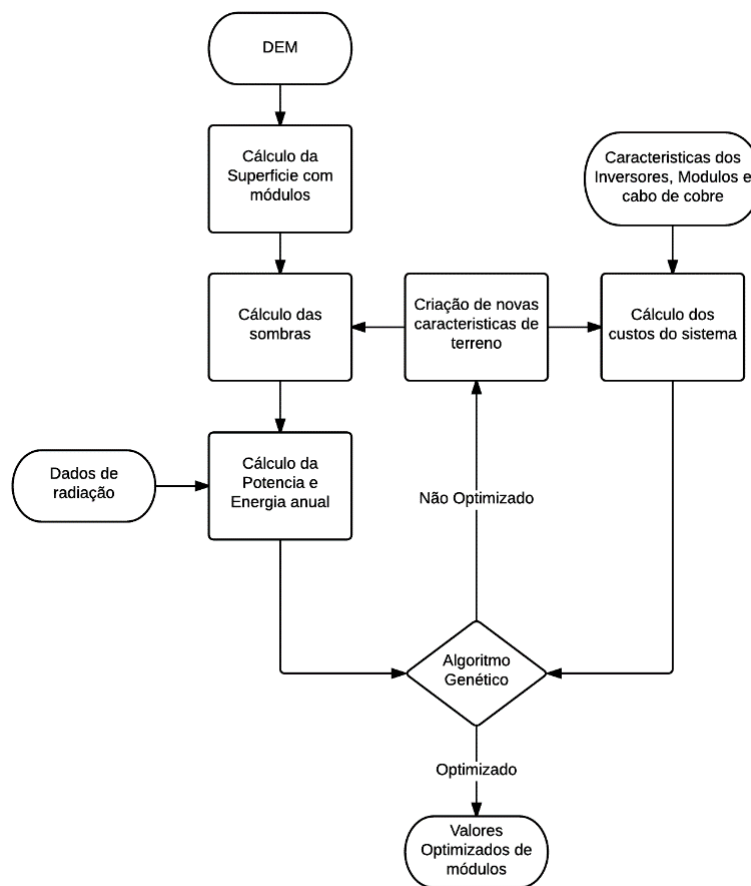 DEM
Cálculo da
Superficie com
módulos
Caracteristicas dos
Inversores, Modulos e
cabo de cobre
Cálculo das
sombras
Criação de novas
caracteristicas de
terreno
Cálculo dos
custos do sistema
Dados de
radiação
Cálculo da
Potencia e
Energia anual
Não Optimizado
Algoritmo
Genético
Optimizado
Valores
Optimizados de
módulos